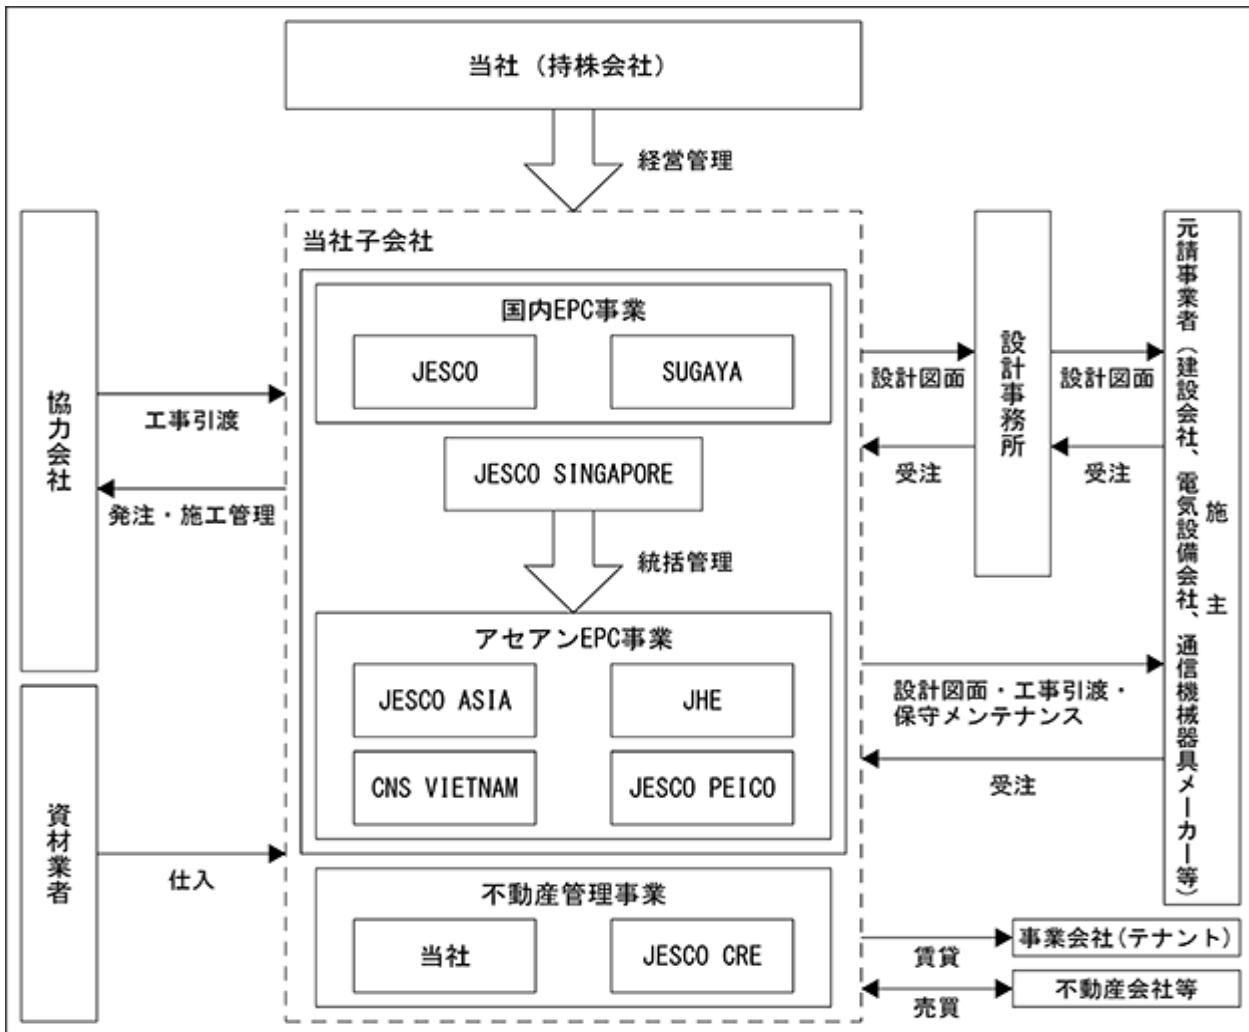 当社（持株会社）
経営管理
当社子会社
国内EPC事業
JESCO
SUGAYA
JESCO SINGAPORE
統括管理
アセアンEPC事業
JESCO ASIA
JHE
CNS VIETNAM
JESCO PEICO
不動産管理事業
当社
JESCO CRE
協力会社
工事引渡
発注・施工管理
資材業者
仕入
設計図面
受注
設計事務所
設計図面
受注
設計図面・工事引渡・
保守メンテナンス
受注
施主
元請事業者（建設会社、電気設備会社、通信機械器具メーカー等）
賃貸
事業会社(テナント)
売買
不動産会社等